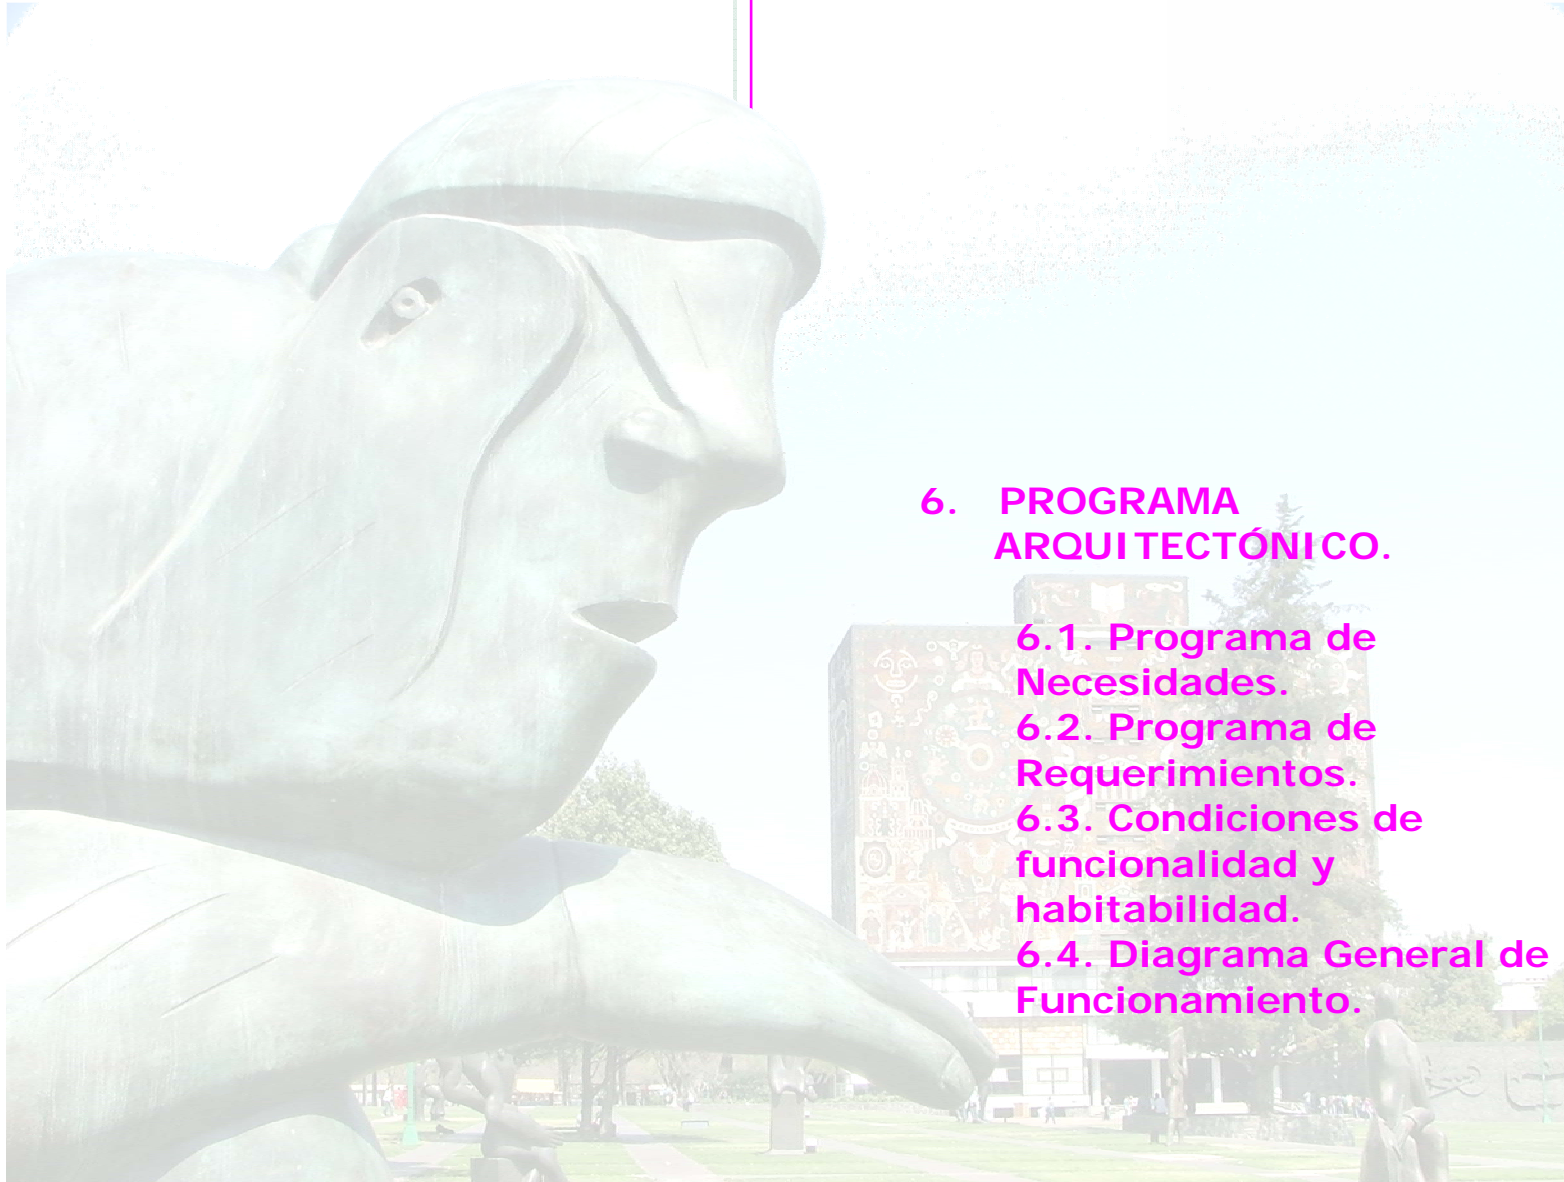 6. PROGRAMA
ARQUITECTÓNICO.
6.1. Programa de
Necesidades.
6.2. Programa de
Requerimientos.
6.3. Condiciones de
funcionalidad y
habitabilidad.
6.4. Diagrama General de
Funcionamiento.